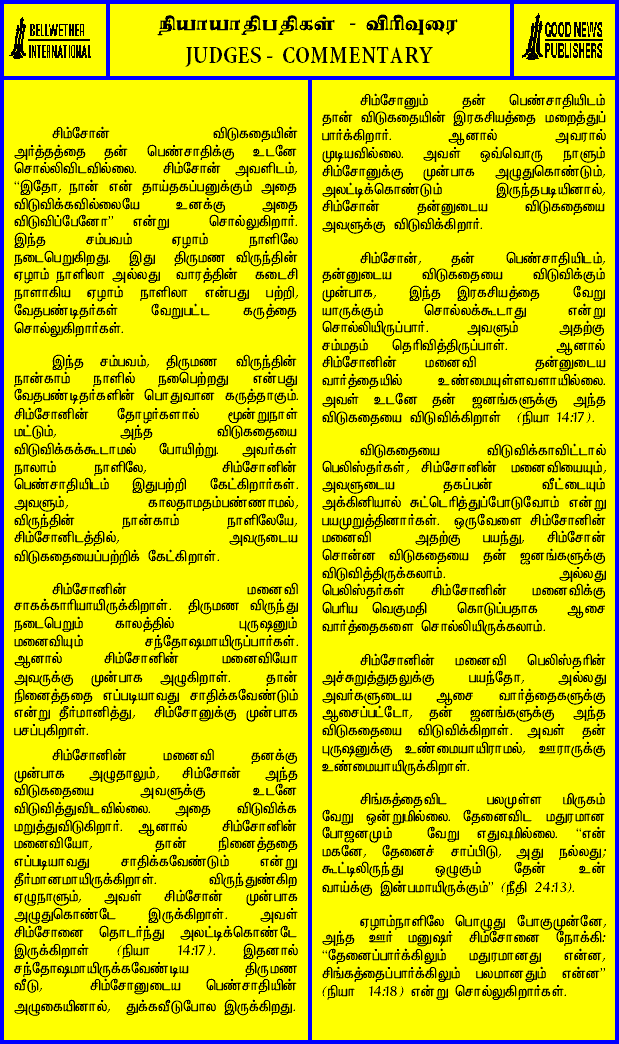 BELLWETHER
INTERNATIONAL
நியாயாதிபதிகள் - விரிவுரை
JUDGES - COMMENTARY
GOOD NEWS
PUBLISHERS
சிம்சோன் விடுகதையின்
அர்த்தத்தை தன் பெண்சாதிக்கு உடனே
சொல்லிவிடவில்லை. சிம்சோன் அவளிடம்,
"இதோ, நான் என் தாய்தகப்பனுக்கும் அதை
விடுவிக்கவில்லையே உனக்கு அதை
விடுவிப்பேனோ" என்று சொல்லுகிறார்.
இந்த சம்பவம் ஏழாம் நாளிலே
நடைபெறுகிறது. இது திருமண விருந்தின்
ஏழாம் நாளிலா அல்லது வாரத்தின் கடைசி
நாளாகிய ஏழாம் நாளிலா என்பது பற்றி,
வேதபண்டிதர்கள் வேறுபட்ட கருத்தை
சொல்லுகிறார்கள்.
இந்த சம்பவம், திருமண விருந்தின்
நான்காம் நாளில் நடைபெற்றது என்பது
வேதபண்டிதர்களின் பொதுவான கருத்தாகும்.
சிம்சோனின் தோழர்களால் மூன்றுநாள்
மட்டும், அந்த விடுகதையை
விடுவிக்கக்கூடாமல் போயிற்று. அவர்கள்
நாலாம் நாளிலே, சிம்சோனின்
பெண்சாதியிடம் இதுபற்றி கேட்கிறார்கள்.
அவளும், காலதாமதம்பண்ணாமல்,
விருந்தின் நான்காம் நாளிலேயே,
சிம்சோனிடத்தில், அவருடைய
விடுகதையைப்பற்றிக் கேட்கிறாள்.
சிம்சோனின் மனைவி
சாகக்காரியாயிருக்கிறாள். திருமண விருந்து
நடைபெறும் காலத்தில் புருஷனும்
மனைவியும் சந்தோஷமாயிருப்பார்கள்.
ஆனால் சிம்சோனின் மனைவியோ
அவருக்கு முன்பாக அழுகிறாள். தான்
நினைத்ததை எப்படியாவது சாதிக்கவேண்டும்
என்று தீர்மானித்து, சிம்சோனுக்கு முன்பாக
பசப்புகிறாள்.
சிம்சோனின் மனைவி தனக்கு
முன்பாக அழுதாலும், சிம்சோன் அந்த
விடுகதையை அவளுக்கு உடனே
விடுவித்துவிடவில்லை. அதை விடுவிக்க
மறுத்துவிடுகிறார். ஆனால் சிம்சோனின்
மனைவியோ, தான் நினைத்ததை
எப்படியாவது சாதிக்கவேண்டும் என்று
தீர்மானமாயிருக்கிறாள். விருந்துண்கிற
ஏழுநாளும், அவள் சிம்சோன் முன்பாக
அழுதுகொண்டே இருக்கிறாள். அவள்
சிம்சோனை தொடர்ந்து அலட்டிக்கொண்டே
இருக்கிறாள் (நியா 14:17). இதனால்
சந்தோஷமாயிருக்கவேண்டிய திருமண
வீடு, சிம்சோனுடைய பெண்சாதியின்
அழுகையினால், துக்கவீடுபோல இருக்கிறது.
சிம்சோனும் தன் பெண்சாதியிடம்
தான் விடுகதையின் இரகசியத்தை மறைத்துப்
பார்க்கிறார். ஆனால் அவரால்
முடியவில்லை. அவள் ஒவ்வொரு நாளும்
சிம்சோனுக்கு முன்பாக அழுதுகொண்டும்,
அலட்டிக்கொண்டும் இருந்தபடியினால்,
சிம்சோன் தன்னுடைய விடுகதையை
அவளுக்கு விடுவிக்கிறார்.
சிம்சோன், தன் பெண்சாதியிடம்,
தன்னுடைய விடுகதையை விடுவிக்கும்
முன்பாக, இந்த இரகசியத்தை வேறு
யாருக்கும் சொல்லக்கூடாது என்று
சொல்லியிருப்பார். அவளும் அதற்கு
சம்மதம் தெரிவித்திருப்பாள். ஆனால்
சிம்சோனின் மனைவி தன்னுடைய
வார்த்தையில் உண்மையுள்ளவளாயில்லை.
அவள் உடனே தன் ஜனங்களுக்கு அந்த
விடுகதையை விடுவிக்கிறாள் (நியா 14:17).
விடுகதையை விடுவிக்காவிட்டால்
பெலிஸ்தர்கள், சிம்சோனின் மனைவியையும்,
அவளுடைய தகப்பன் வீட்டையும்
அக்கினியால் சுட்டெரித்துப்போடுவோம் என்று
பயமுறுத்தினார்கள். ஒருவேளை சிம்சோனின்
மனைவி அதற்கு பயந்து, சிம்சோன்
சொன்ன விடுகதையை தன் ஜனங்களுக்கு
விடுவித்திருக்கலாம். அல்லது
பெலிஸ்தர்கள் சிம்சோனின் மனைவிக்கு
பெரிய வெகுமதி கொடுப்பதாக ஆசை
வார்த்தைகளை சொல்லியிருக்கலாம்.
சிம்சோனின் மனைவி பெலிஸ்தரின்
அச்சுறுத்துதலுக்கு பயந்தோ, அல்லது
அவர்களுடைய ஆசை வார்த்தைகளுக்கு
ஆசைப்பட்டோ, தன் ஜனங்களுக்கு அந்த
விடுகதையை விடுவிக்கிறாள். அவள் தன்
புருஷனுக்கு உண்மையாயிராமல், ஊராருக்கு
உண்மையாயிருக்கிறாள்.
சிங்கத்தைவிட பலமுள்ள மிருகம்
வேறு ஒன்றுமில்லை. தேனைவிட மதுரமான
போஜனமும் வேறு எதுவுமில்லை. "என்
மகனே, தேனைச் சாப்பிடு, அது நல்லது;
கூட்டிலிருந்து ஒழுகும் தேன் உன்
வாய்க்கு இன்பமாயிருக்கும்" (நீதி 24:13).
ஏழாம்நாளிலே பொழுது போகுமுன்னே,
அந்த ஊர் மனுஷர் சிம்சோனை நோக்கி:
"தேனைப்பார்க்கிலும் மதுரமானது என்ன,
சிங்கத்தைப்பார்க்கிலும் பலமானதும் என்ன"
(நியா 14:18) என்று சொல்லுகிறார்கள்.